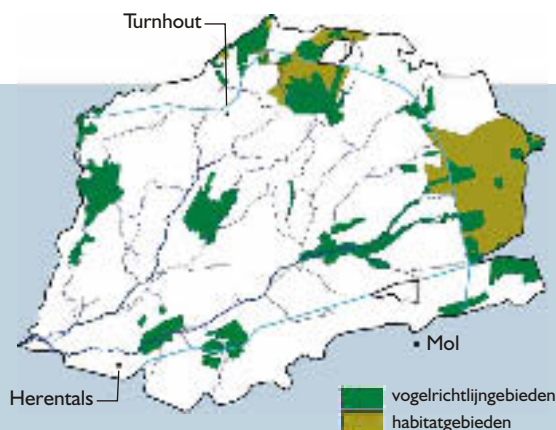 Turnhout
Mol
Herentals
vogelrichtlijngebieden
habitatgebieden